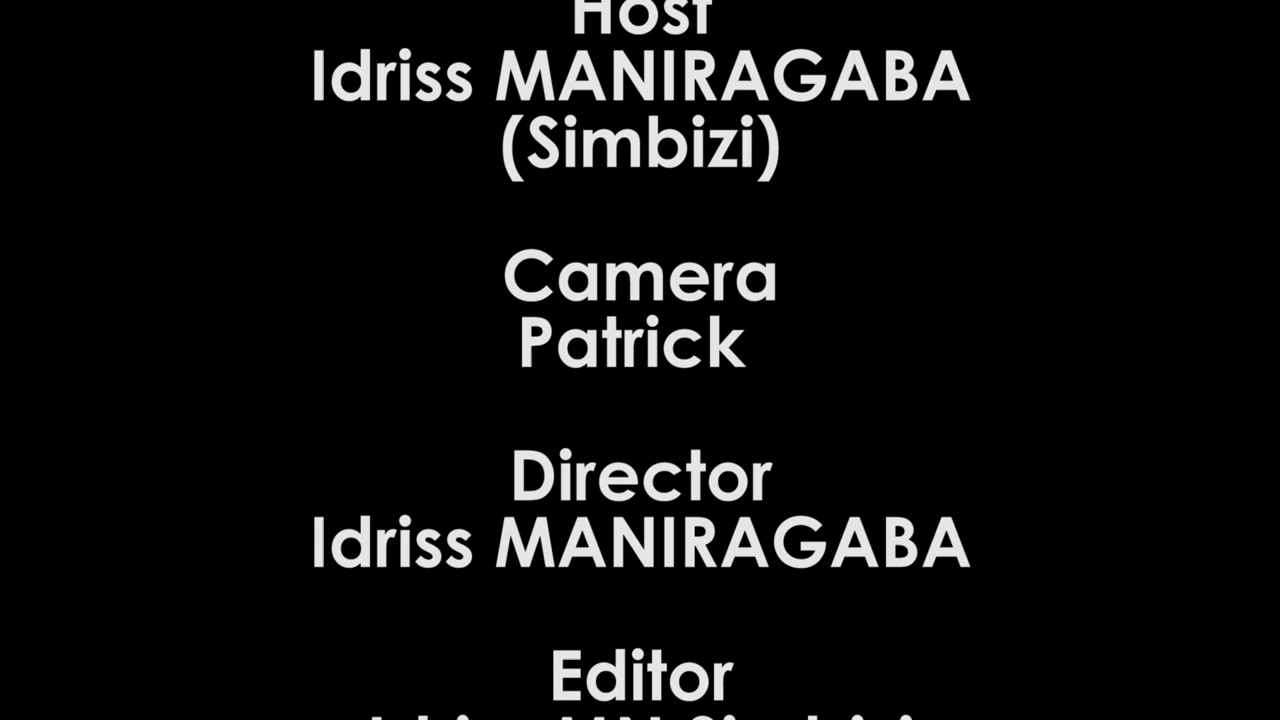 Host
Idriss MANIRAGABA
(Simbizi)
Camera
Patrick
Director
Idriss MANIRAGABA
Editor